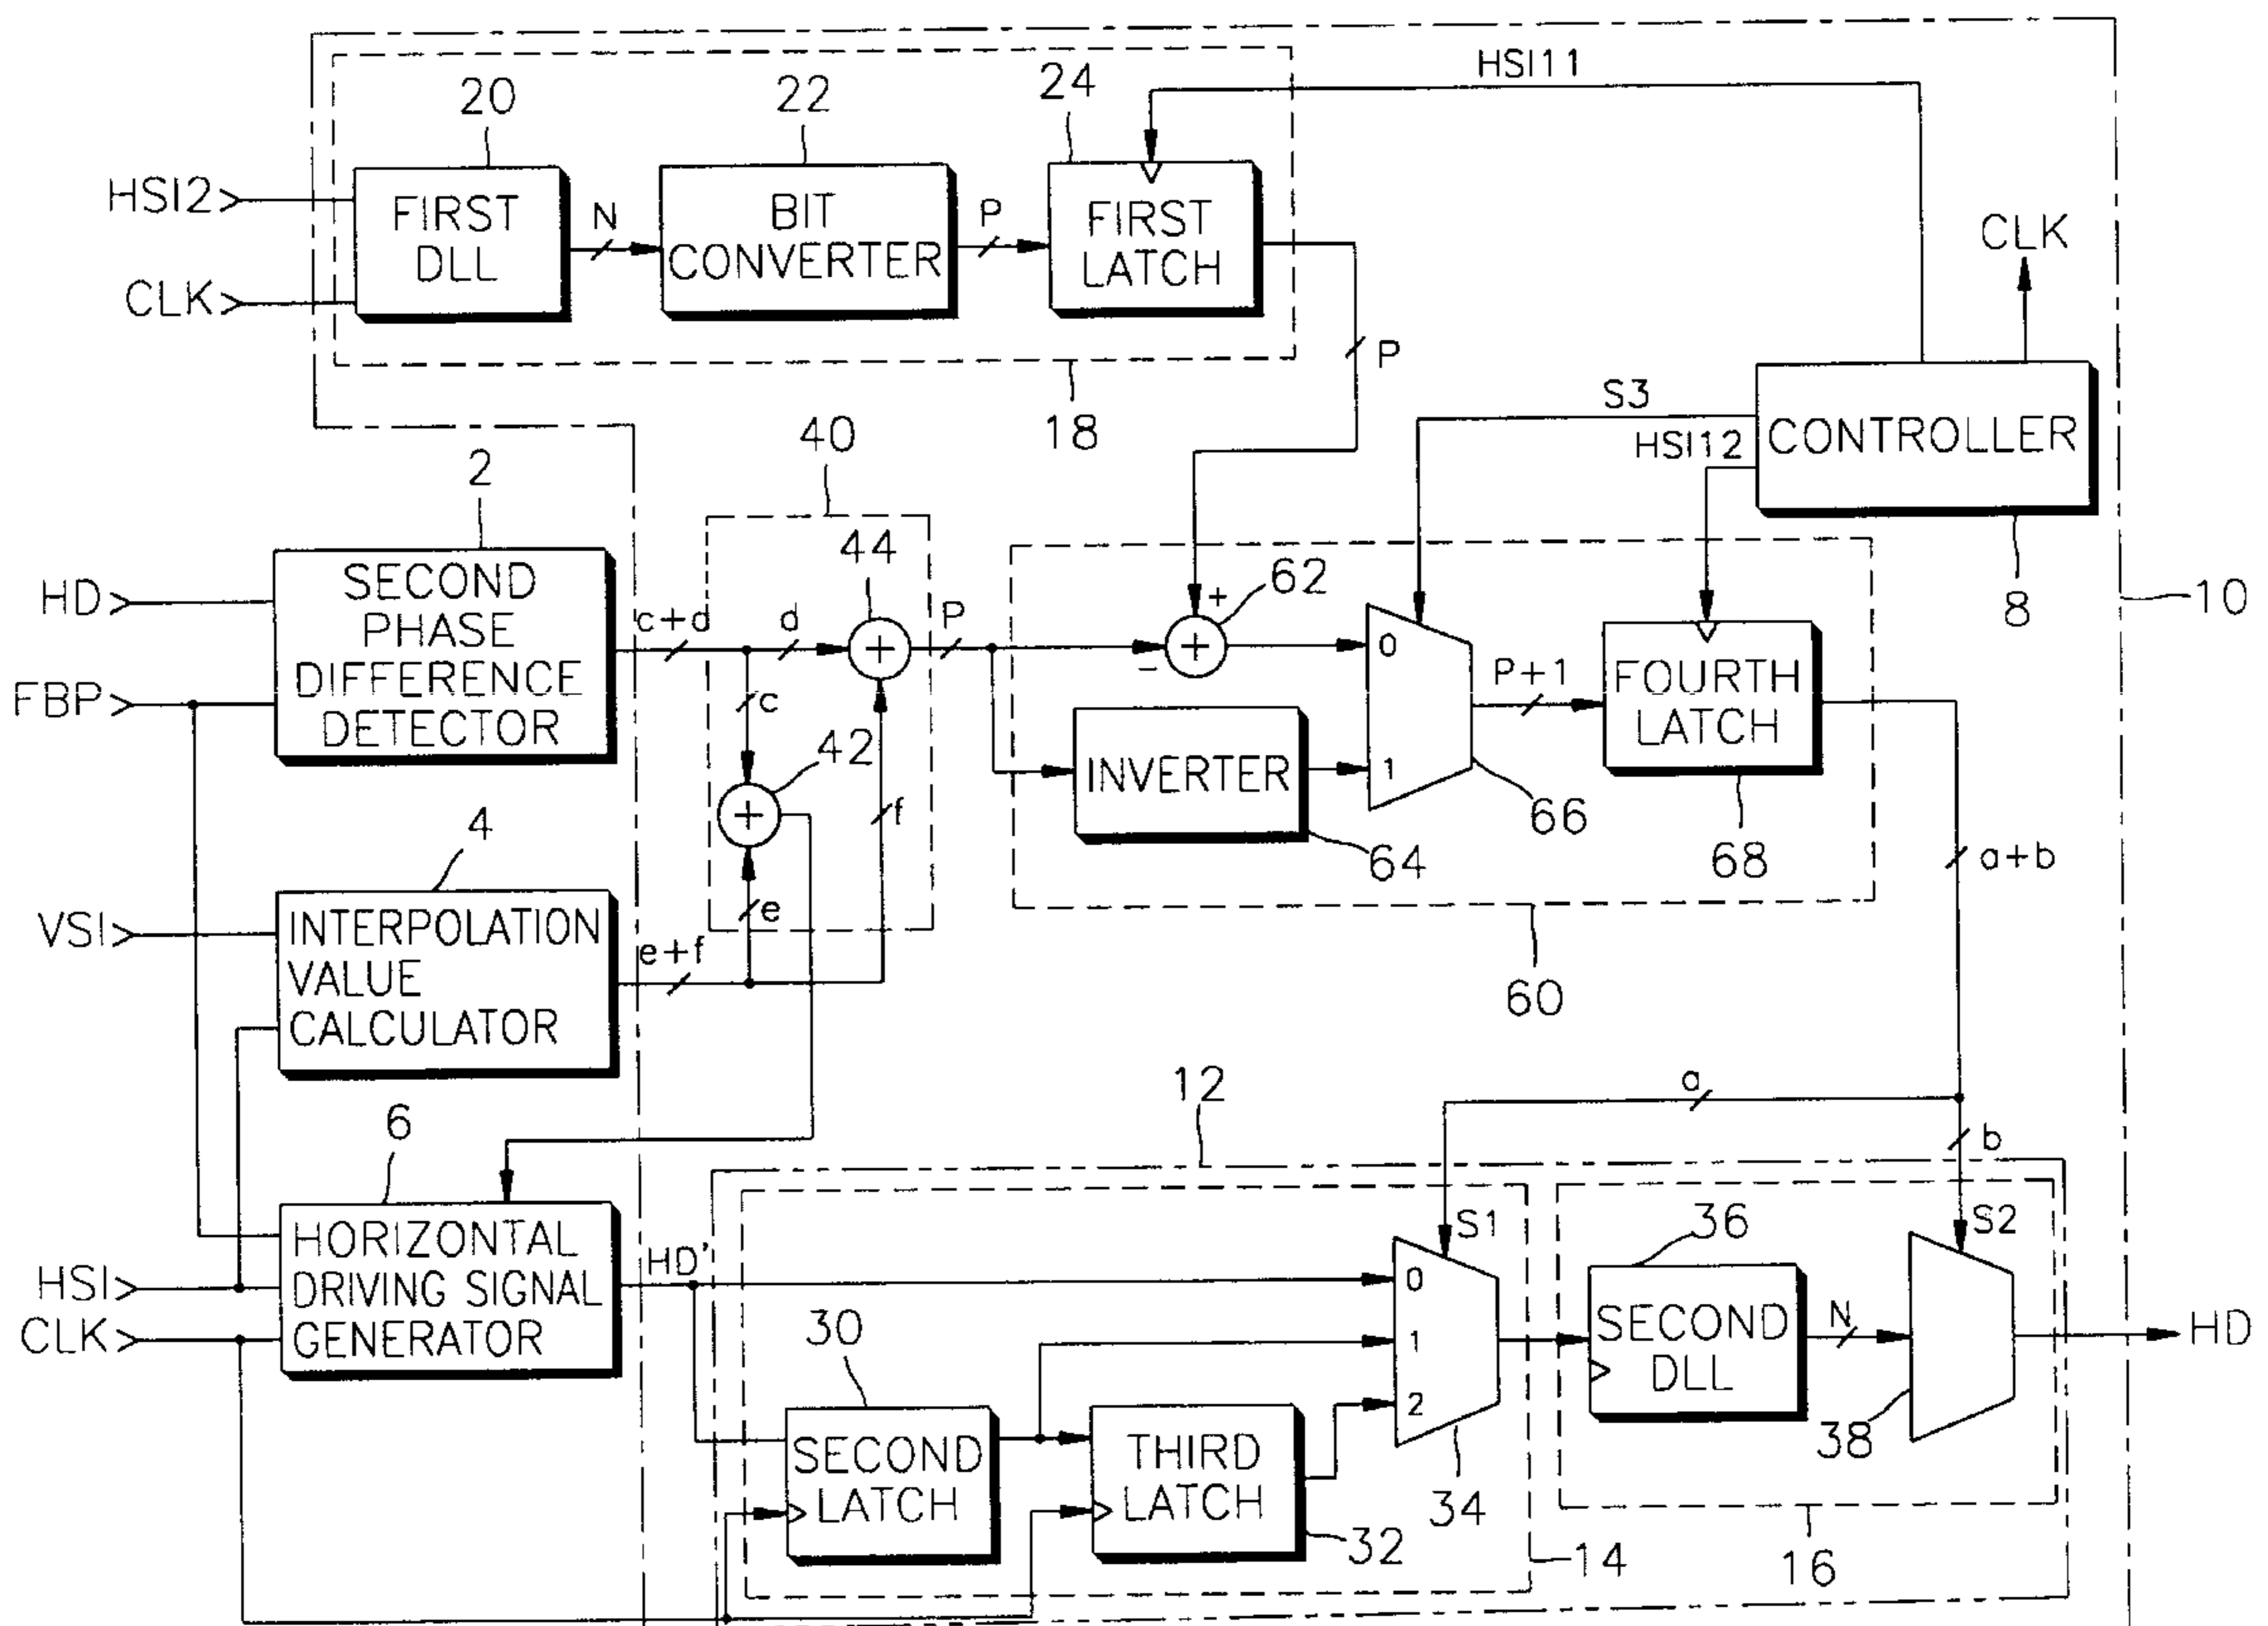 HSI11
20
22
24
HSI2
FIRST
DLL
N
BIT
CONVERTER
P
FIRST
LATCH
CLK
CLK
P
18
S3
HSI12
CONTROLLER
8
10
2
40
44
HD
SECOND
PHASE
DIFFERENCE
DETECTOR
c+d
d
P
+
62
FBP
c
42
+
+
+
-
0
1
P+1
FOURTH
LATCH
INVERTER
64
66
68
a+b
4
f
e
VSI
INTERPOLATION
VALUE
CALCULATOR
e+f
60
12
a
b
6
HORIZONTAL
DRIVING SIGNAL
GENERATOR
HSI
CLK
HD'
S1
S2
0
1
2
36
SECOND
DLL
N
HD
30
SECOND
LATCH
THIRD
LATCH
32
34
38
14
16